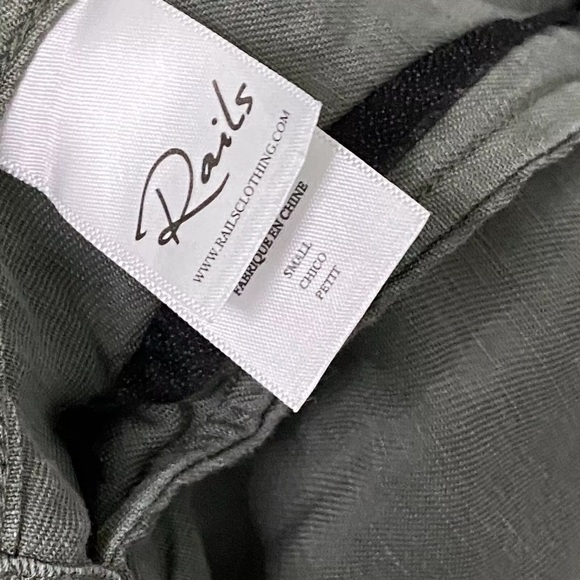 Rails
WWW.RAILSCLOTHING.COM
FABRIQUE EN CHINE
SMALL
CHICO
PETIT